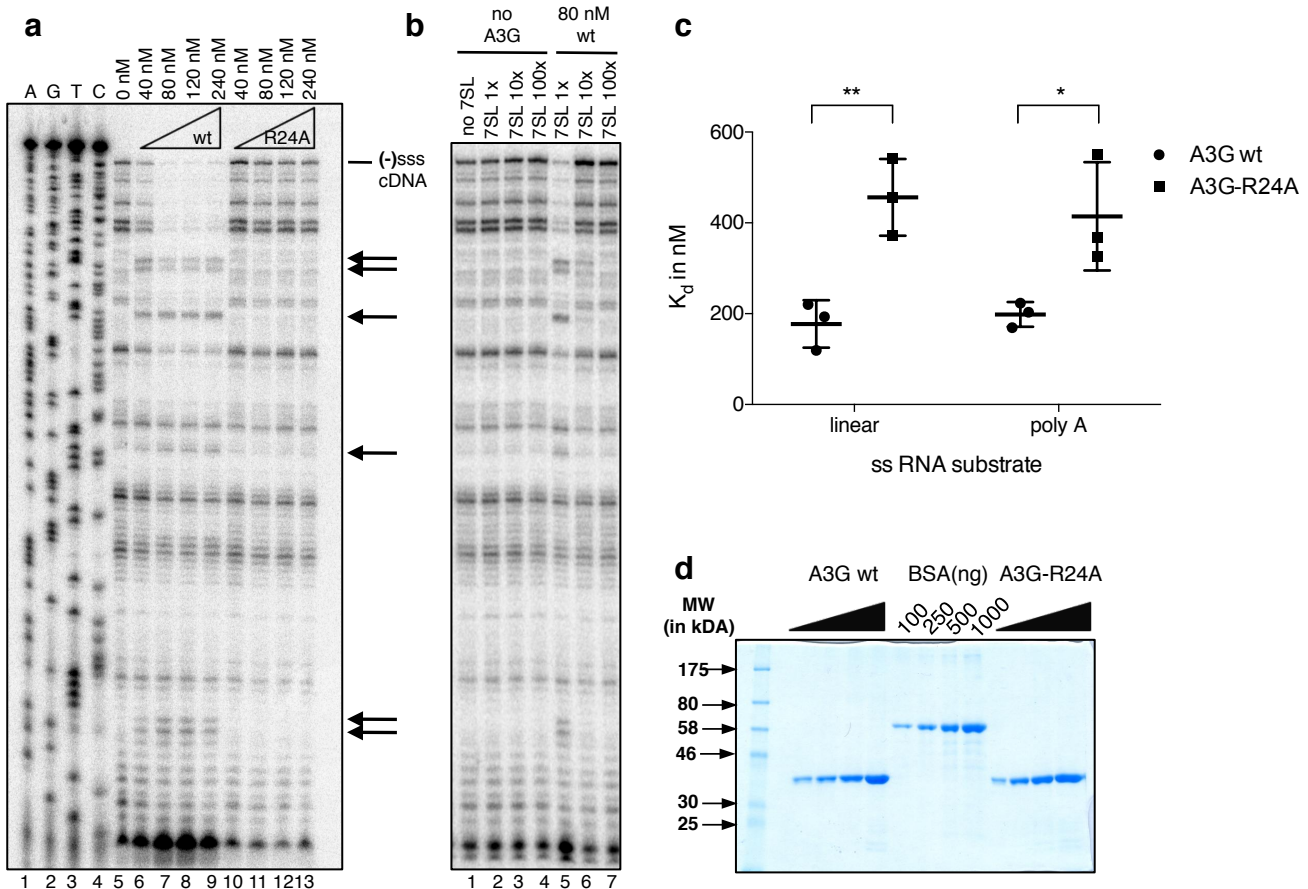 a
A G T C
0 nM
40 nM
80 nM
120 nM
240 nM
40 nM
80 nM
120 nM
240 nM
wt
R24A
(-)sss
cDNA
1 2 3 4 5 6 7 8 9 10 11 12 13
b
no
A3G
80 nM
wt
no 7SL
7SL 1x
7SL 10x
7SL 100x
7SL 1x
7SL 10x
7SL 100x
1 2 3 4 5 6 7
c
** *
600
400
200
0
Kd in nM
linear
poly A
ss RNA substrate
A3G wt
A3G-R24A
d
A3G wt
BSA(ng)
A3G-R24A
MW
(in kDA)
100
250
500
1000
175
80
58
46
30
25